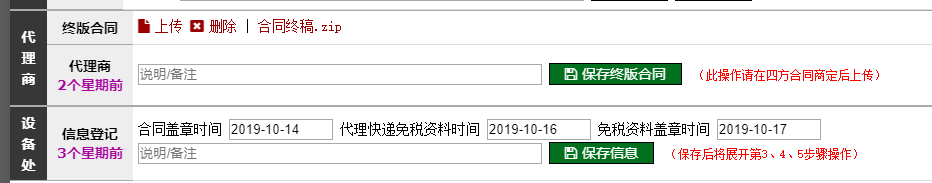 代理商
终版合同
上传 删除 | 合同终稿.zip
代理商
2个星期前
说明/备注
保存终版合同
（此操作请在四方合同商定后上传）
设备处
信息登记
3个星期前
合同盖章时间 2019-10-14 代理快递免税资料时间 2019-10-16 免税资料盖章时间 2019-10-17
说明/备注
保存信息
（保存后将展开第3、4、5步骤操作）